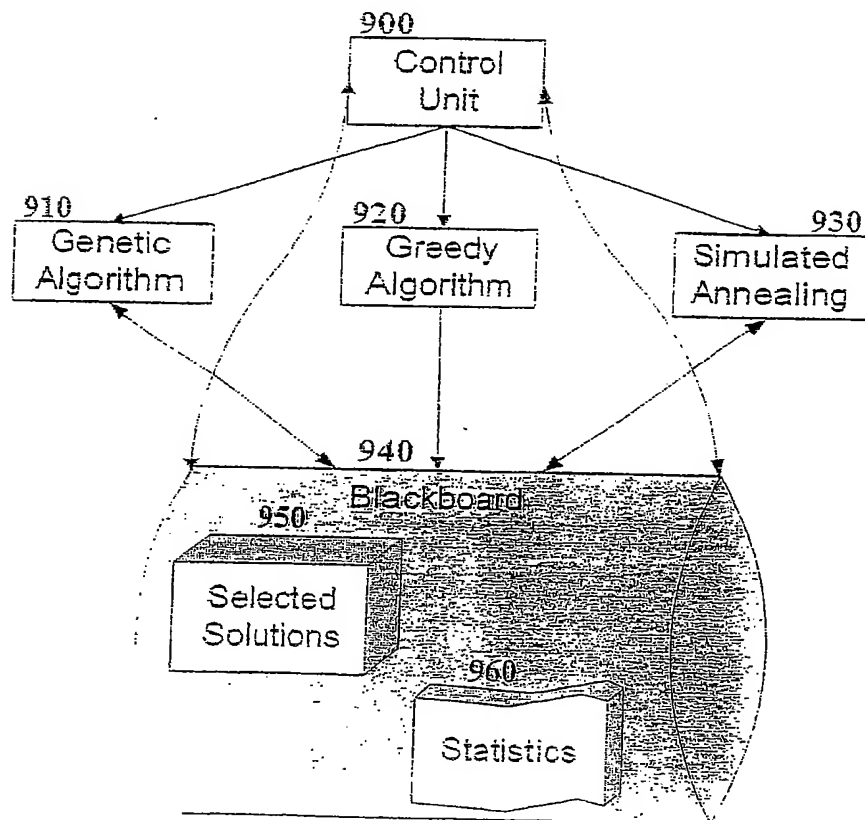 900
Control
Unit
910
Genetic
Algorithm
920
Greedy
Algorithm
930
Simulated
Annealing
940
Blackboard
950
Selected
Solutions
960
Statistics